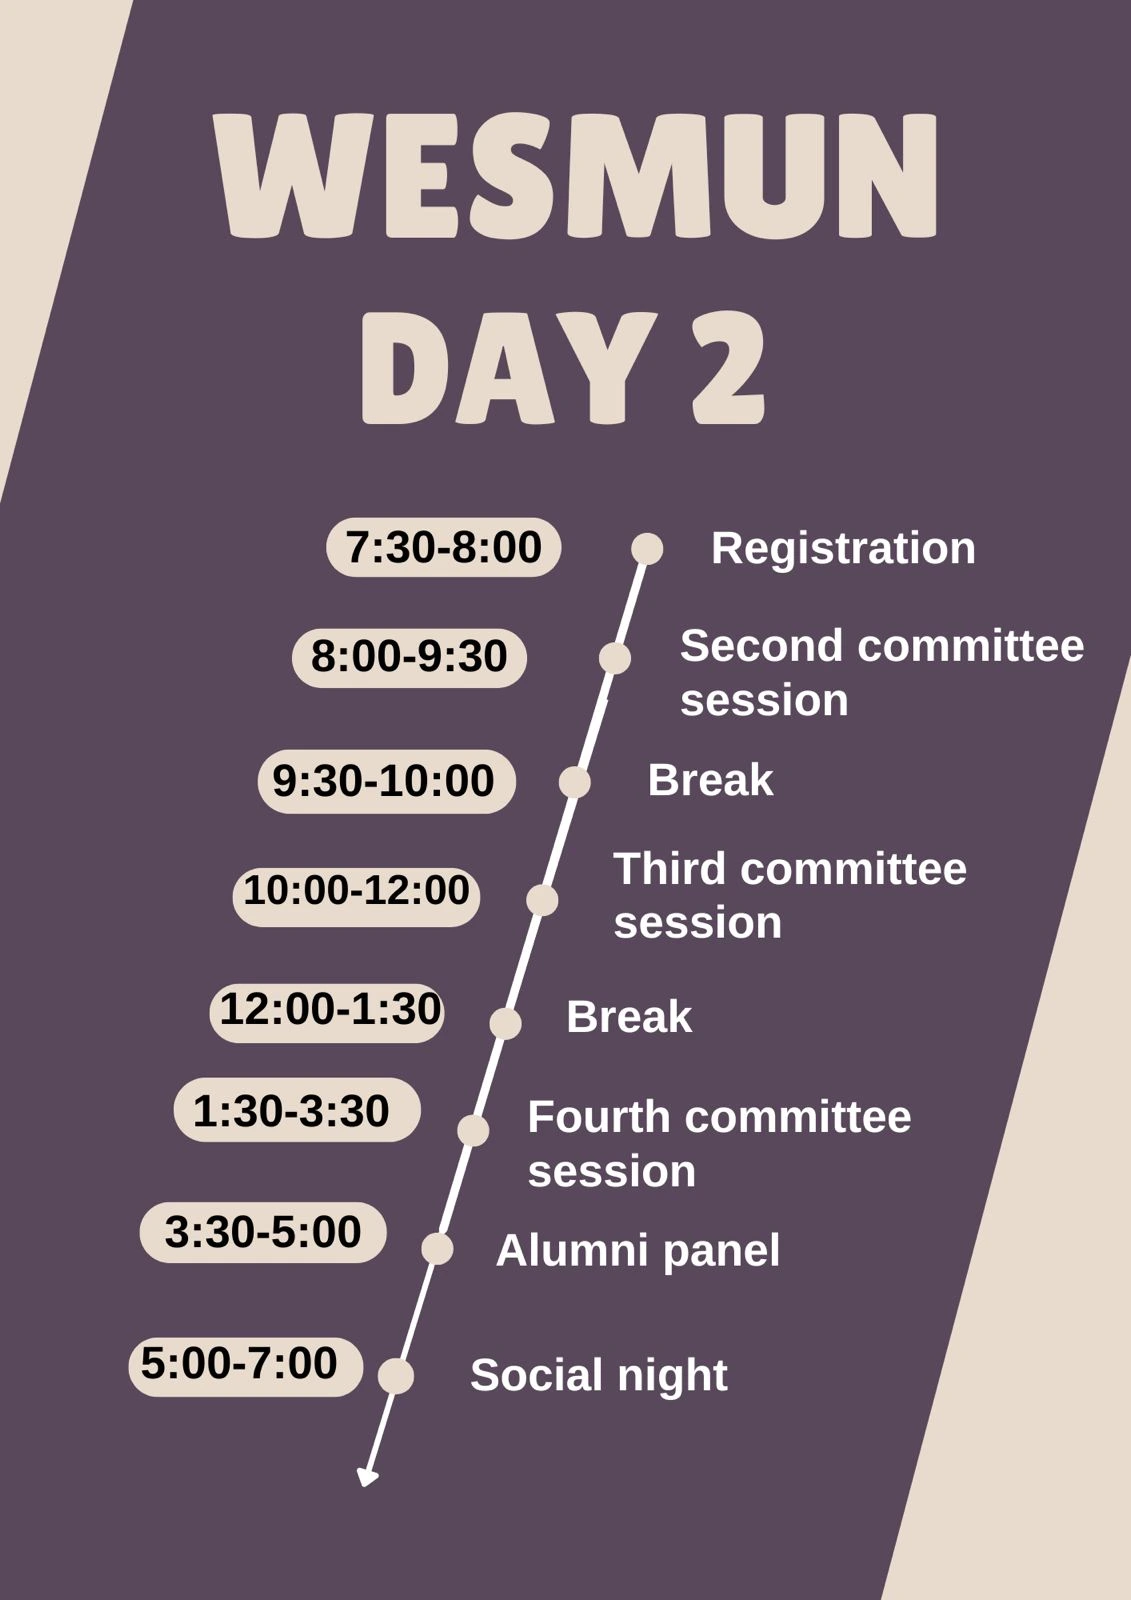 WESMUN
DAY 2
7:30-8:00
Registration
8:00-9:30
Second committee
session
9:30-10:00
Break
10:00-12:00
Third committee
session
12:00-1:30
Break
1:30-3:30
Fourth committee
session
3:30-5:00
Alumni panel
5:00-7:00
Social night